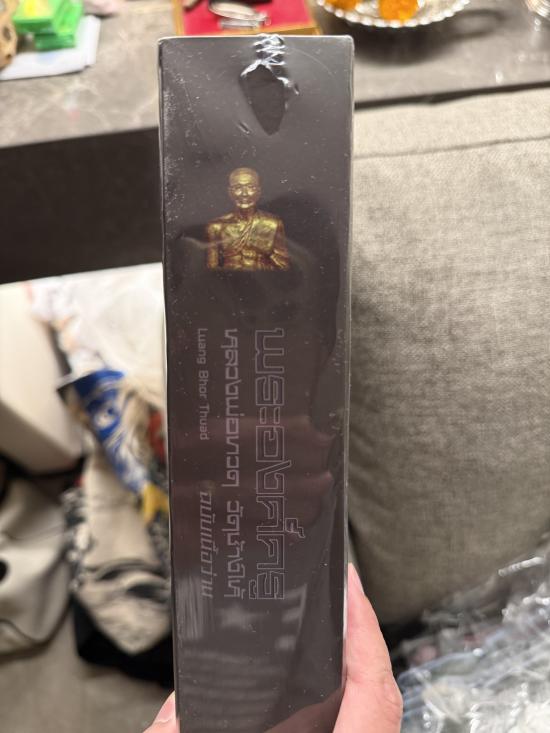 พระองค์ครู
หลวงพ่อทวด วัดช้างให้
Luang Bhor Thuad
ฉบับเนื้อว่าน